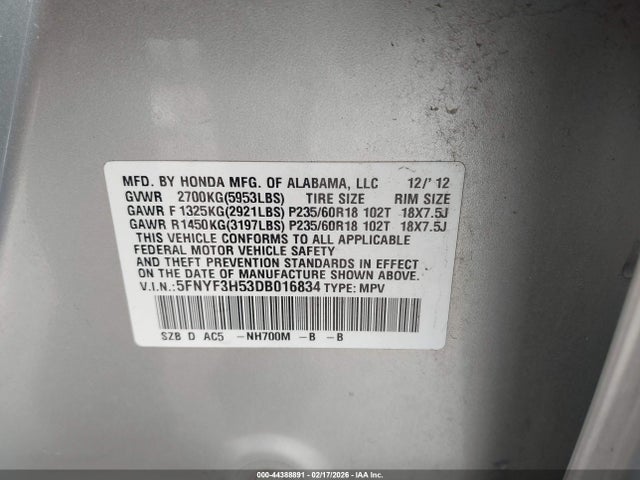 MFD. BY HONDA MFG. OF ALABAMA, LLC 12/'12
GVWR 2700KG(5953LBS) TIRE SIZE RIM SIZE
GAWR F 1325KG(2921LBS) P235/60R18 102T 18X7.5J
GAWR R1450KG(3197LBS) P235/60R18 102T 18X7.5J
THIS VEHICLE CONFORMS TO ALL APPLICABLE
FEDERAL MOTOR VEHICLE SAFETY
AND THEFT PREVENTION STANDARDS IN EFFECT ON
THE DATE OF MANUFACTURE SHOWN ABOVE.
V.I.N.:5FNYF3H53DB016834 TYPE: MPV
SZB D AC5 -NH700M -B -B
000-44388891 - 02/17/2026 - IAA Inc.